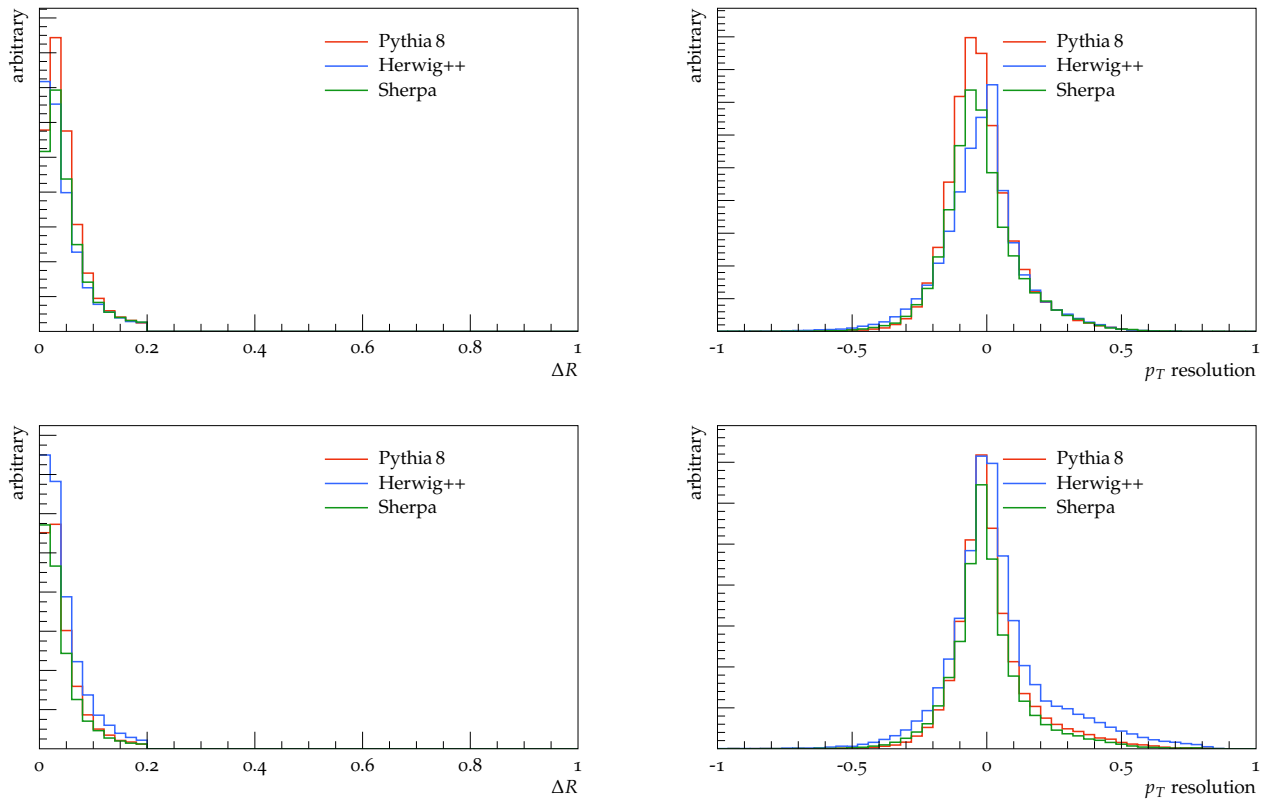 arbitrary
Pythia 8
Herwig++
Sherpa
0 0.2 0.4 0.6 0.8 1
ΔR
arbitrary
Pythia 8
Herwig++
Sherpa
-1 -0.5 0 0.5 1
p_T resolution
arbitrary
Pythia 8
Herwig++
Sherpa
0 0.2 0.4 0.6 0.8 1
ΔR
arbitrary
Pythia 8
Herwig++
Sherpa
-1 -0.5 0 0.5 1
p_T resolution